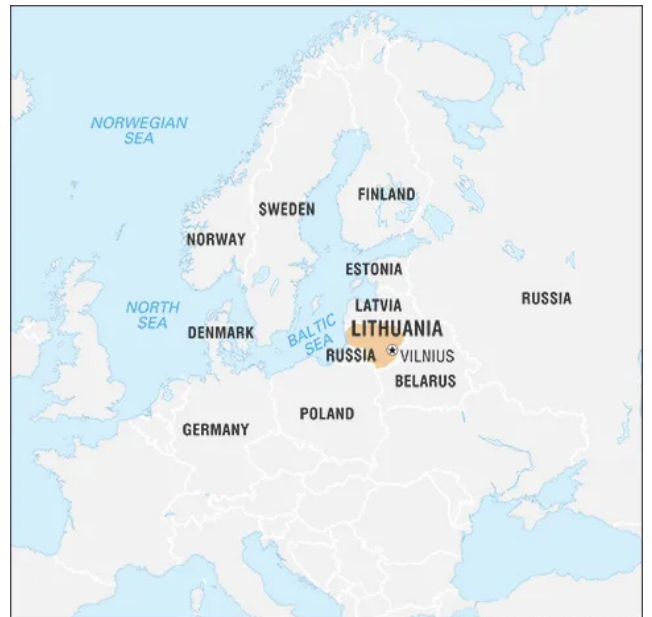 NORWEGIAN
SEA
FINLAND
SWEDEN
NORWAY
ESTONIA
RUSSIA
LATVIA
NORTH
SEA
LITHUANIA
DENMARK
BALTIC
SEA
RUSSIA
VILNIUS
BELARUS
POLAND
GERMANY